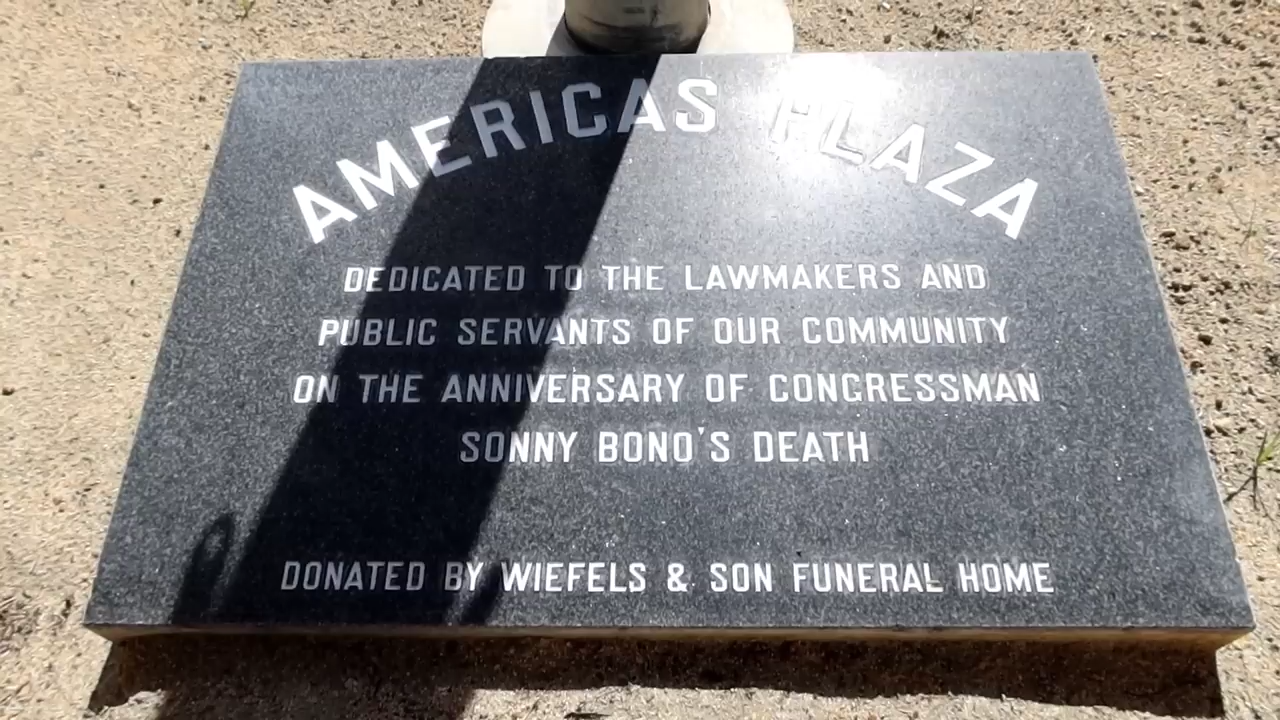 AMERICAS PLAZA
DEDICATED TO THE LAWMAKERS AND
PUBLIC SERVANTS OF OUR COMMUNITY
ON THE ANNIVERSARY OF CONGRESSMAN
SONNY BONO'S DEATH
DONATED BY WIEFELS & SON FUNERAL HOME